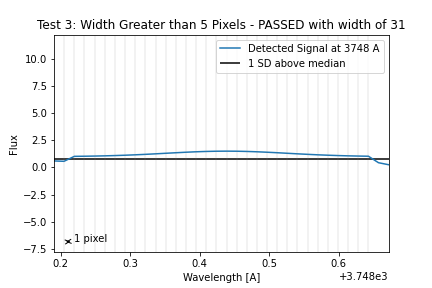 Test 3: Width Greater than 5 Pixels - PASSED with width of 31
Detected Signal at 3748 A
1 SD above median
10.0
7.5
5.0
2.5
0.0
−2.5
−5.0
−7.5
Flux
1 pixel
0.2 0.3 0.4 0.5 0.6
Wavelength [A]
+3.748e3